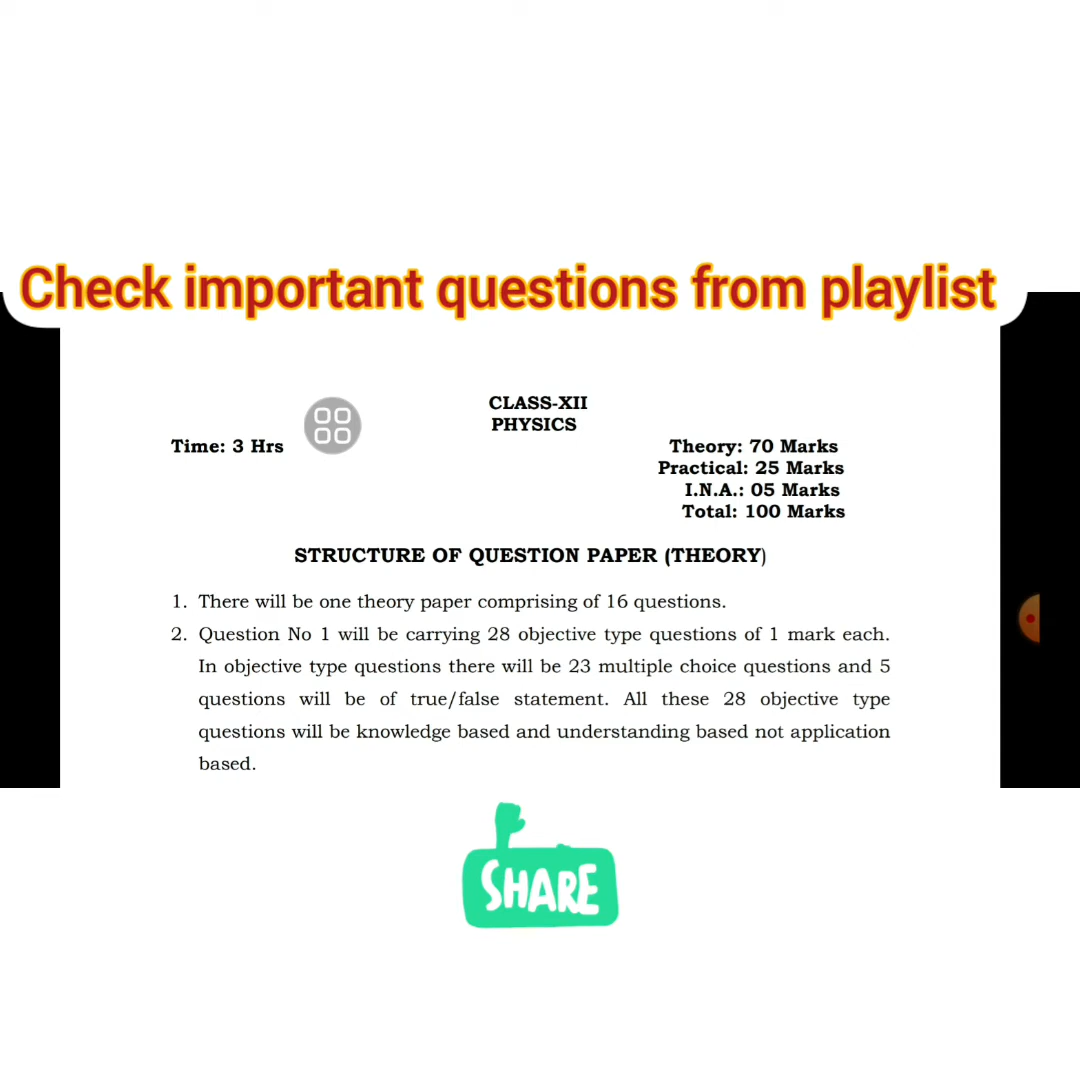 Check important questions from playlist
CLASS-XII
PHYSICS
Time: 3 Hrs
Theory: 70 Marks
Practical: 25 Marks
I.N.A.: 05 Marks
Total: 100 Marks
STRUCTURE OF QUESTION PAPER (THEORY)
1. There will be one theory paper comprising of 16 questions.
2. Question No 1 will be carrying 28 objective type questions of 1 mark each.
In objective type questions there will be 23 multiple choice questions and 5
questions will be of true/false statement. All these 28 objective type
questions will be knowledge based and understanding based not application
based.
SHARE